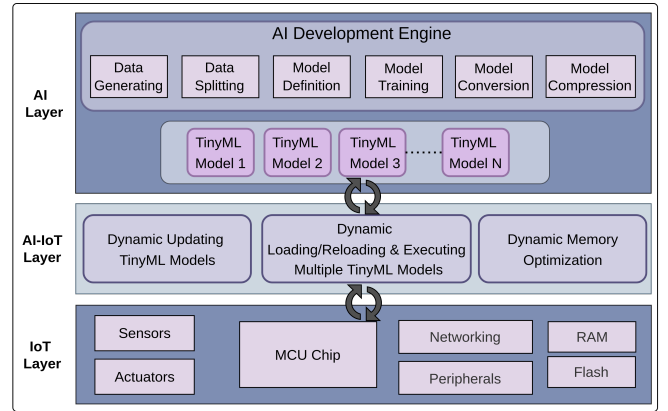 AI Development Engine
Data
Generating
Data
Splitting
Model
Definition
Model
Training
Model
Conversion
Model
Compression
AI
Layer
TinyML
Model 1
TinyML
Model 2
TinyML
Model 3
.......
TinyML
Model N
AI-IoT
Layer
Dynamic Updating
TinyML Models
Dynamic
Loading/Reloading & Executing
Multiple TinyML Models
Dynamic Memory
Optimization
IoT
Layer
Sensors
Actuators
MCU Chip
Networking
Peripherals
RAM
Flash